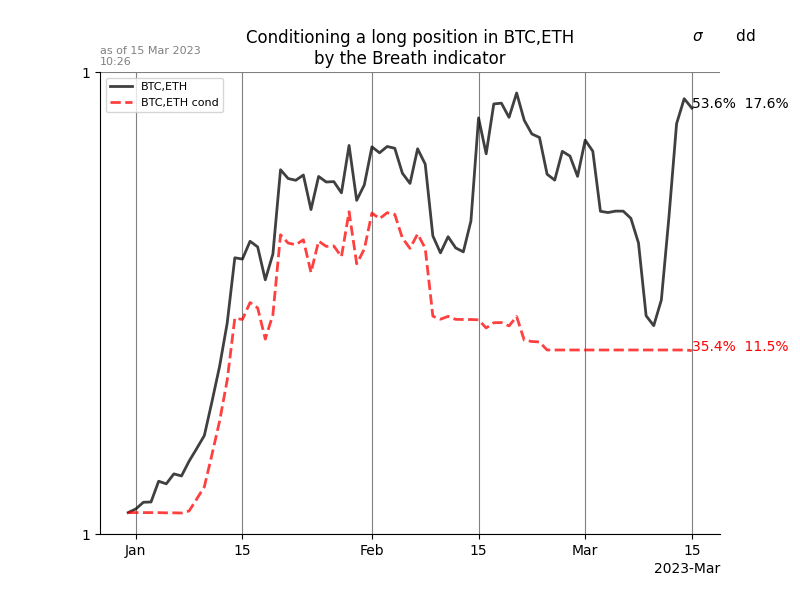 Conditioning a long position in BTC,ETH
by the Breath indicator
σ dd
as of 15 Mar 2023
10:26
1
BTC,ETH
BTC,ETH cond
53.6% 17.6%
35.4% 11.5%
1
Jan 15 Feb 15 Mar 15
2023-Mar